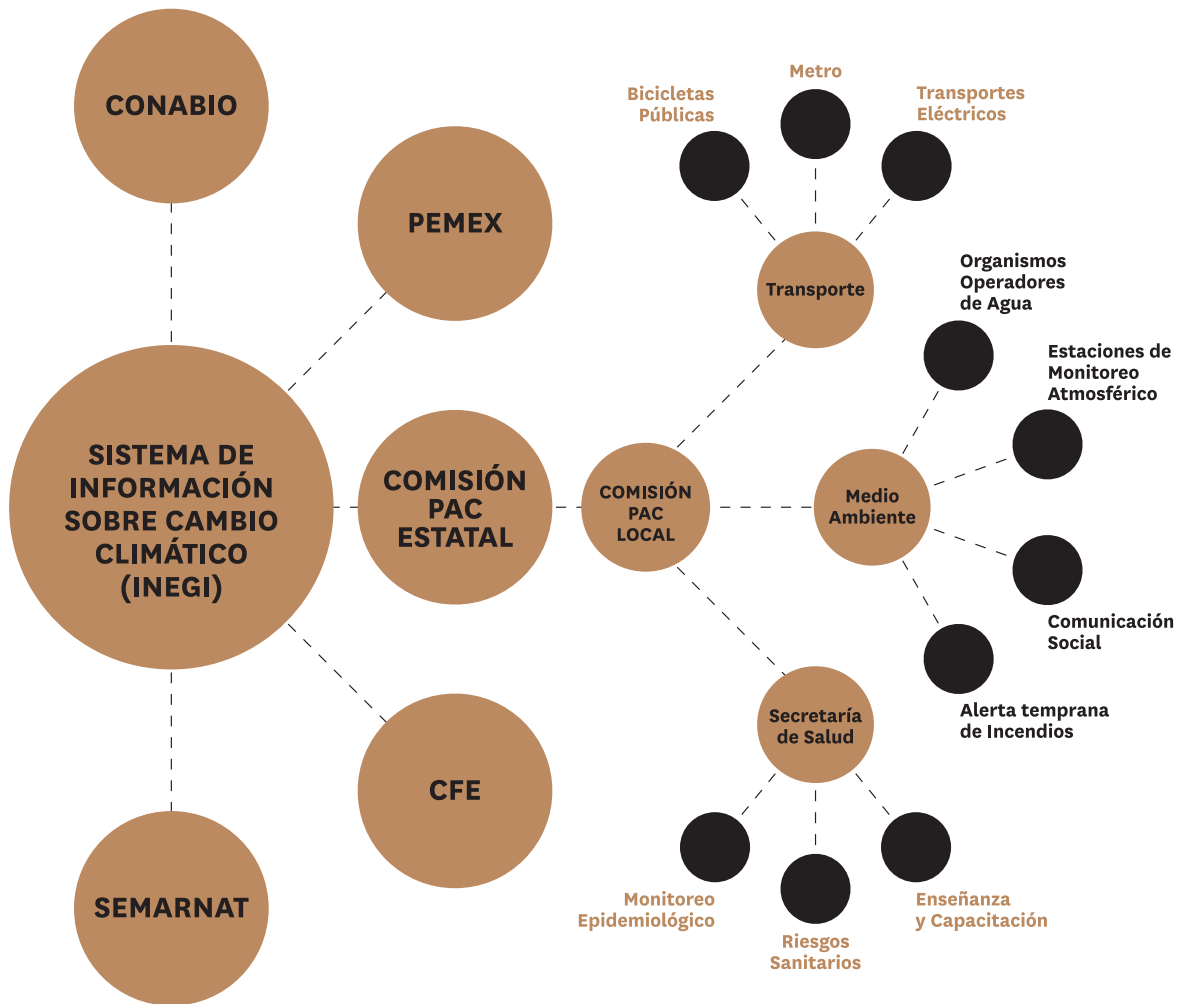 CONABIO
PEMEX
SISTEMA DE
INFORMACIÓN
SOBRE CAMBIO
CLIMÁTICO
(INEGI)
COMISIÓN
PAC
ESTATAL
CFE
SEMARNAT
COMISIÓN
PAC
LOCAL
Transporte
Bicicletas
Públicas
Metro
Transportes
Eléctricos
Medio
Ambiente
Organismos
Operadores
de Agua
Estaciones de
Monitoreo
Atmosférico
Comunicación
Social
Alerta temprana
de Incendios
Secretaría
de Salud
Monitoreo
Epidemiológico
Riesgos
Sanitarios
Enseñanza
y Capacitación